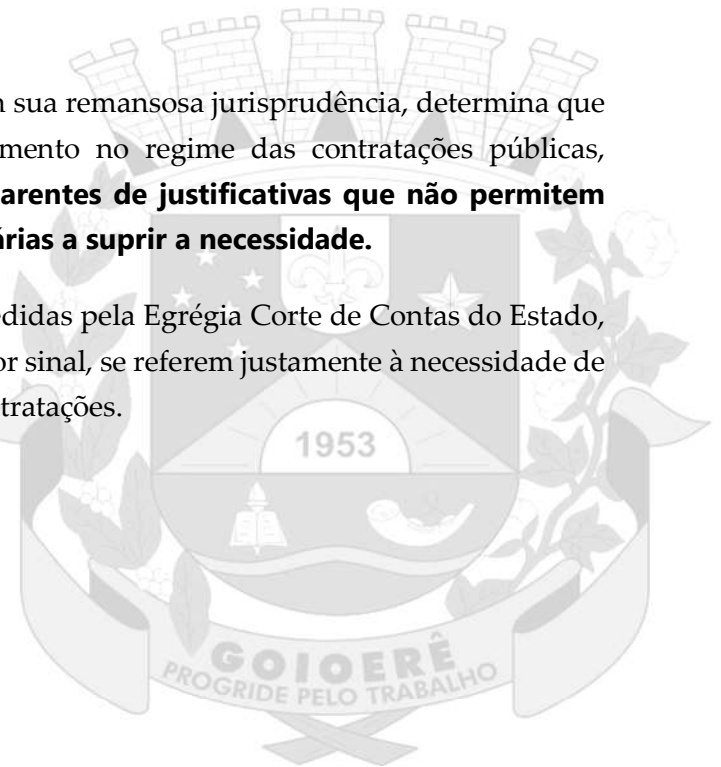 sua remansosa jurisprudência, determina que
mento no regime das contratações públicas,
arentes de justificativas que não permitem
árias a suprir a necessidade.
edidas pela Egrégia Corte de Contas do Estado,
or sinal, se referem justamente à necessidade de
tratações.
1953
GOIOERÊ
PROGRIDE PELO TRABALHO